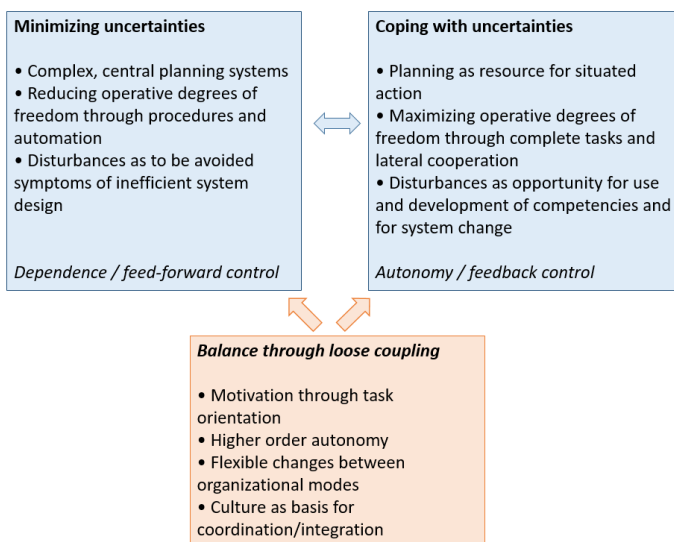 Minimizing uncertainties
• Complex, central planning systems
• Reducing operative degrees of
freedom through procedures and
automation
• Disturbances as to be avoided
symptoms of inefficient system
design
Dependence / feed-forward control
Coping with uncertainties
• Planning as resource for situated
action
• Maximizing operative degrees of
freedom through complete tasks and
lateral cooperation
• Disturbances as opportunity for use
and development of competencies and
for system change
Autonomy / feedback control
Balance through loose coupling
• Motivation through task
orientation
• Higher order autonomy
• Flexible changes between
organizational modes
• Culture as basis for
coordination/integration